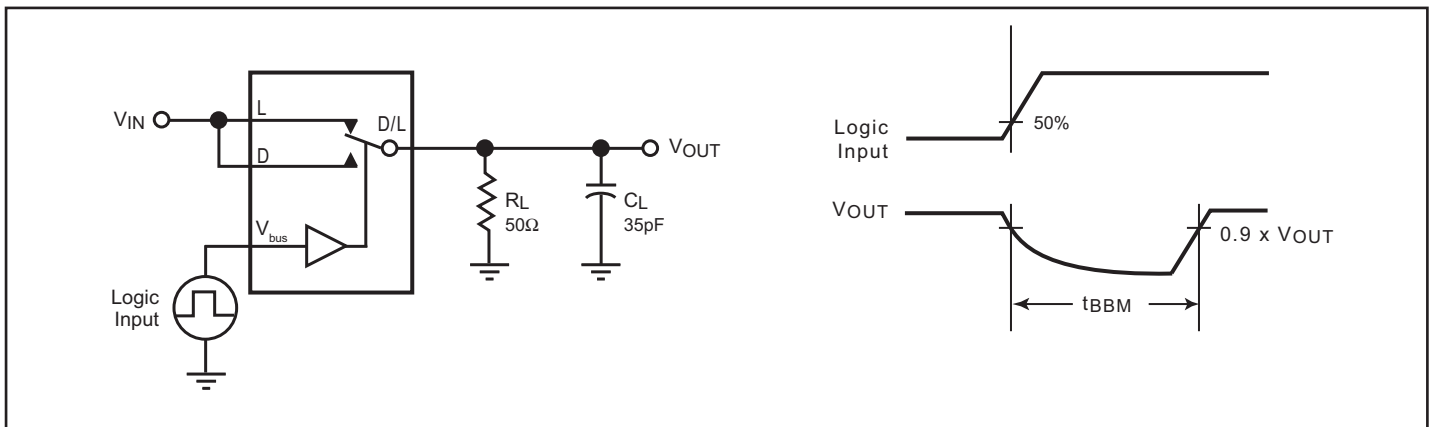 VIN
L
D/L
D
VOUT
RL
50Ω
CL
35pF
Vbus
Logic
Input
Logic
Input
50%
VOUT
0.9 x VOUT
tBBM